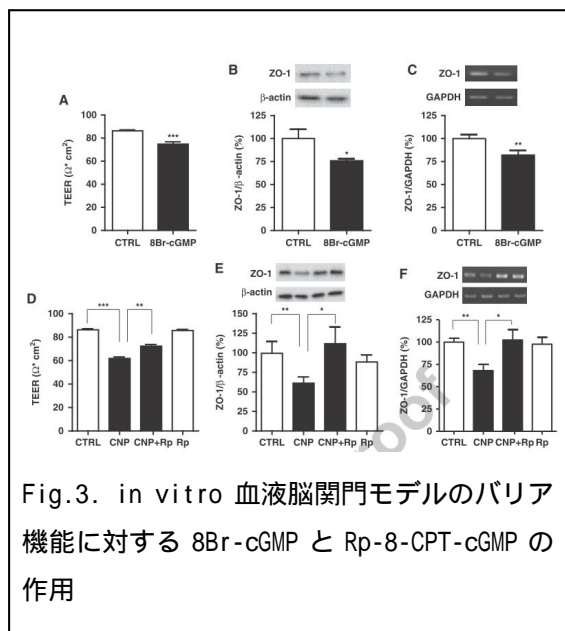 A
TEER (Ω* cm²)
100
80
60
40
20
0
***
CTRL 8Br-cGMP
B
ZO-1
β-actin
ZO-1/β-actin (%)
125
100
75
50
25
0
*
CTRL 8Br-cGMP
C
ZO-1
GAPDH
ZO-1/GAPDH (%)
125
100
75
50
25
0
**
CTRL 8Br-cGMP
D
TEER (Ω* cm²)
100
80
60
40
20
0
*** **
CTRL CNP CNP+Rp Rp
E
ZO-1
β-actin
ZO-1/β-actin (%)
150
125
100
75
50
25
0
** *
CTRL CNP CNP+Rp Rp
F
ZO-1
GAPDH
ZO-1/GAPDH (%)
125
100
75
50
25
0
** *
CTRL CNP CNP+Rp Rp
roof
Fig.3. in vitro 血液脳関門モデルのバリア
機能に対する 8Br-cGMP と Rp-8-CPT-cGMP の
作用